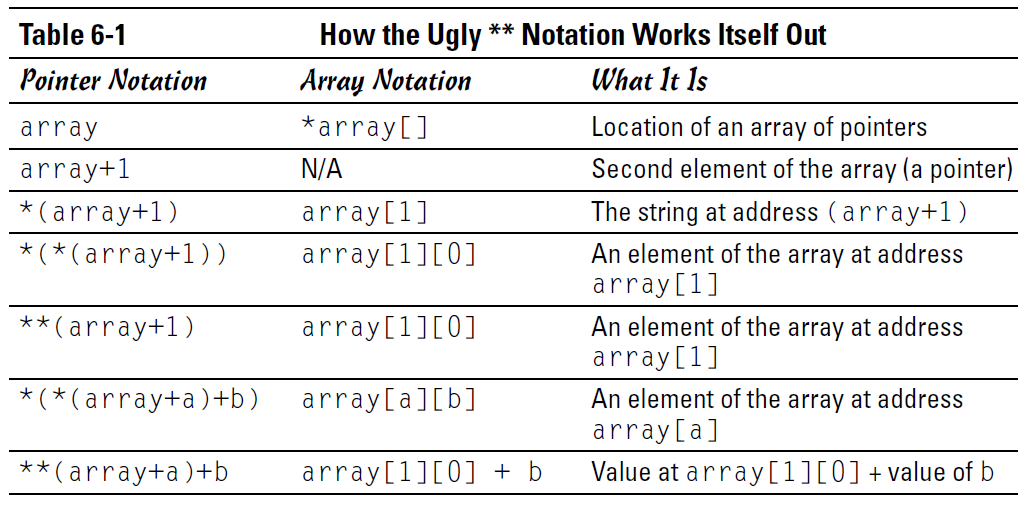 Table 6-1 How the Ugly ** Notation Works Itself Out
Pointer Notation Array Notation What It Is
array *array[] Location of an array of pointers
array+1 N/A Second element of the array (a pointer)
*(array+1) array[1] The string at address (array+1)
*(*(array+1)) array[1][0] An element of the array at address
array[1]
**(array+1) array[1][0] An element of the array at address
array[1]
*(*(array+a)+b) array[a][b] An element of the array at address
array[a]
**(array+a)+b array[1][0] + b Value at array[1][0] + value of b